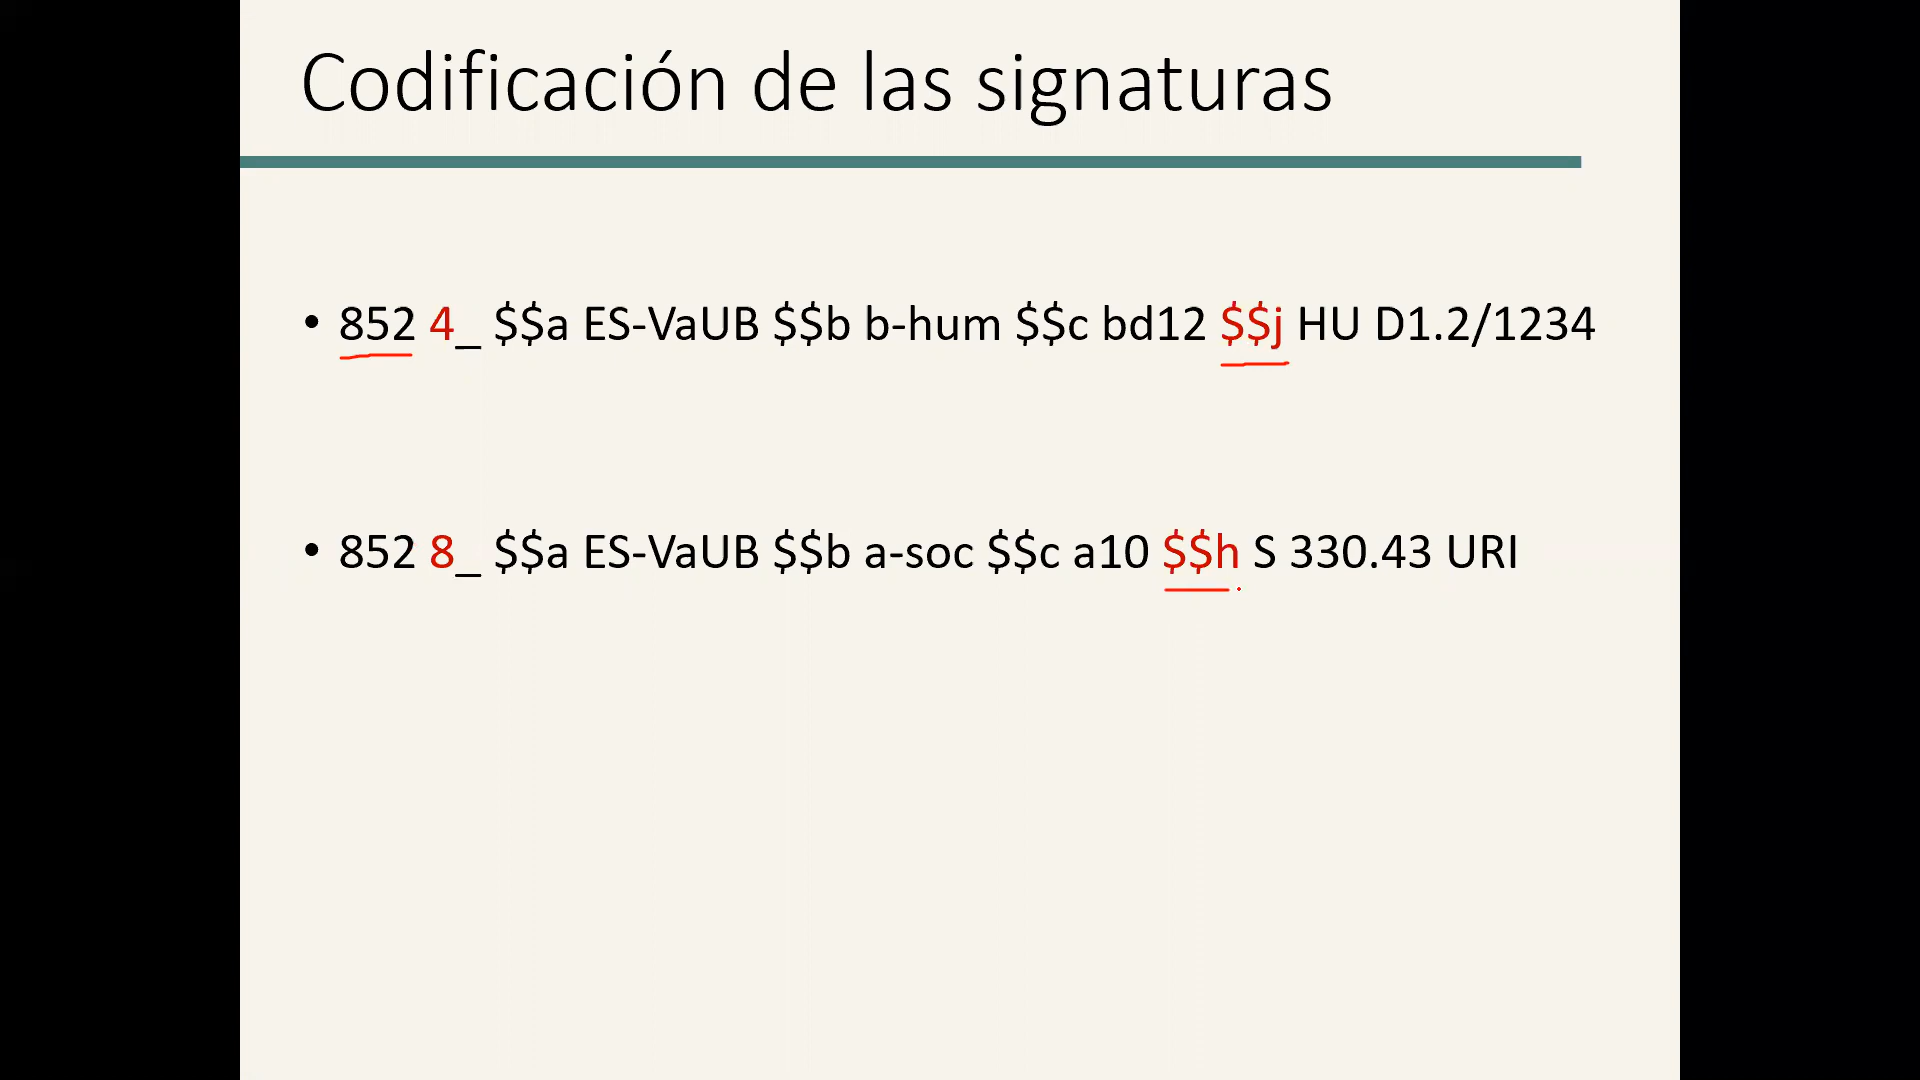 Codificación de las signaturas
• 852 4_ $$a ES-VaUB $$b b-hum $$c bd12 $$j HU D1.2/1234
• 852 8_ $$a ES-VaUB $$b a-soc $$c a10 $$h S 330.43 URI